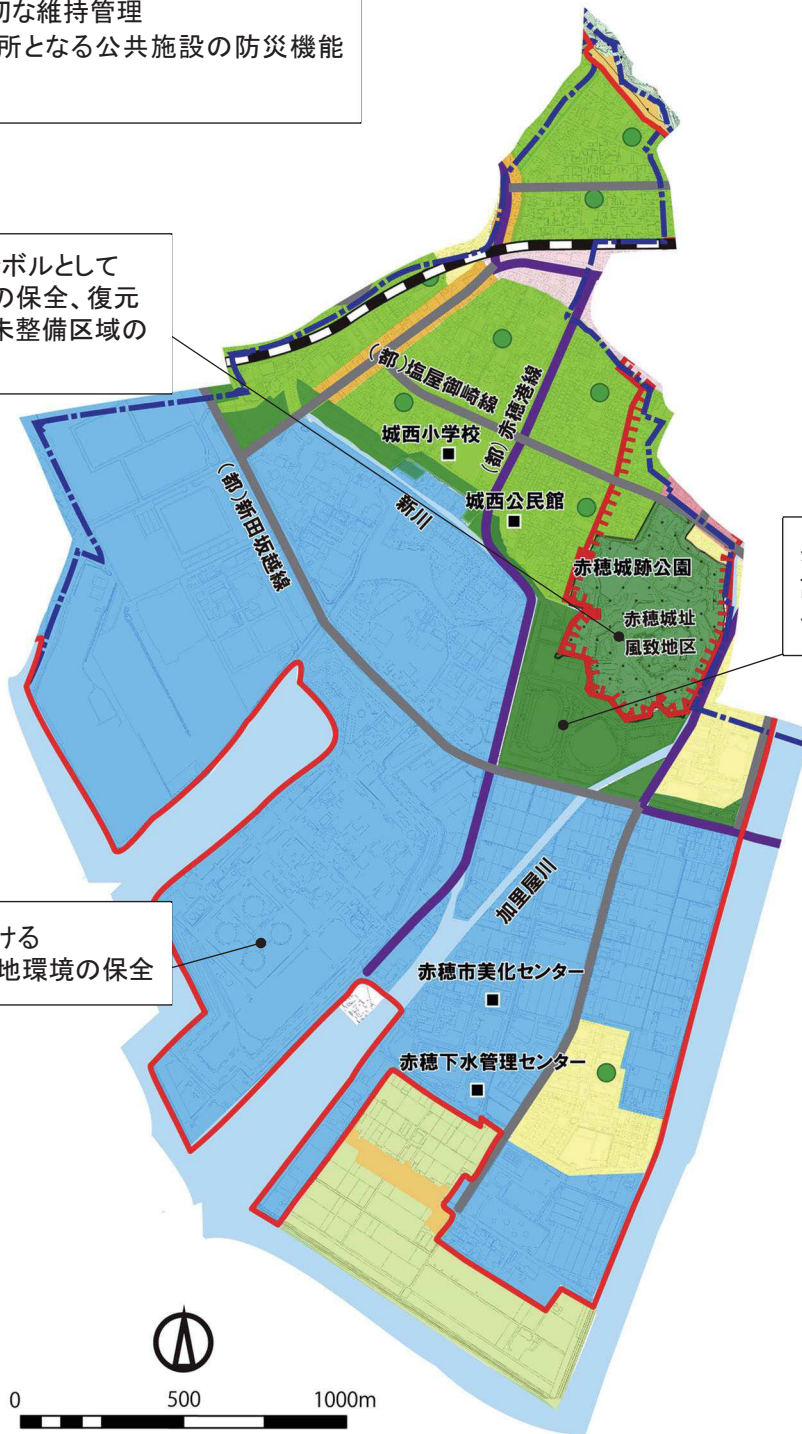 切な維持管理
所となる公共施設の防災機能
ンボルとして
の保全、復元
未整備区域の
(都)塩屋御崎線
(都)赤穂港線
城西小学校
(都)新田坂越線
新川
城西公民館
赤穂城跡公園
赤穂城址
風致地区
加里屋川
ける
地環境の保全
赤穂市美化センター
赤穂下水管理センター
0 500 1000m